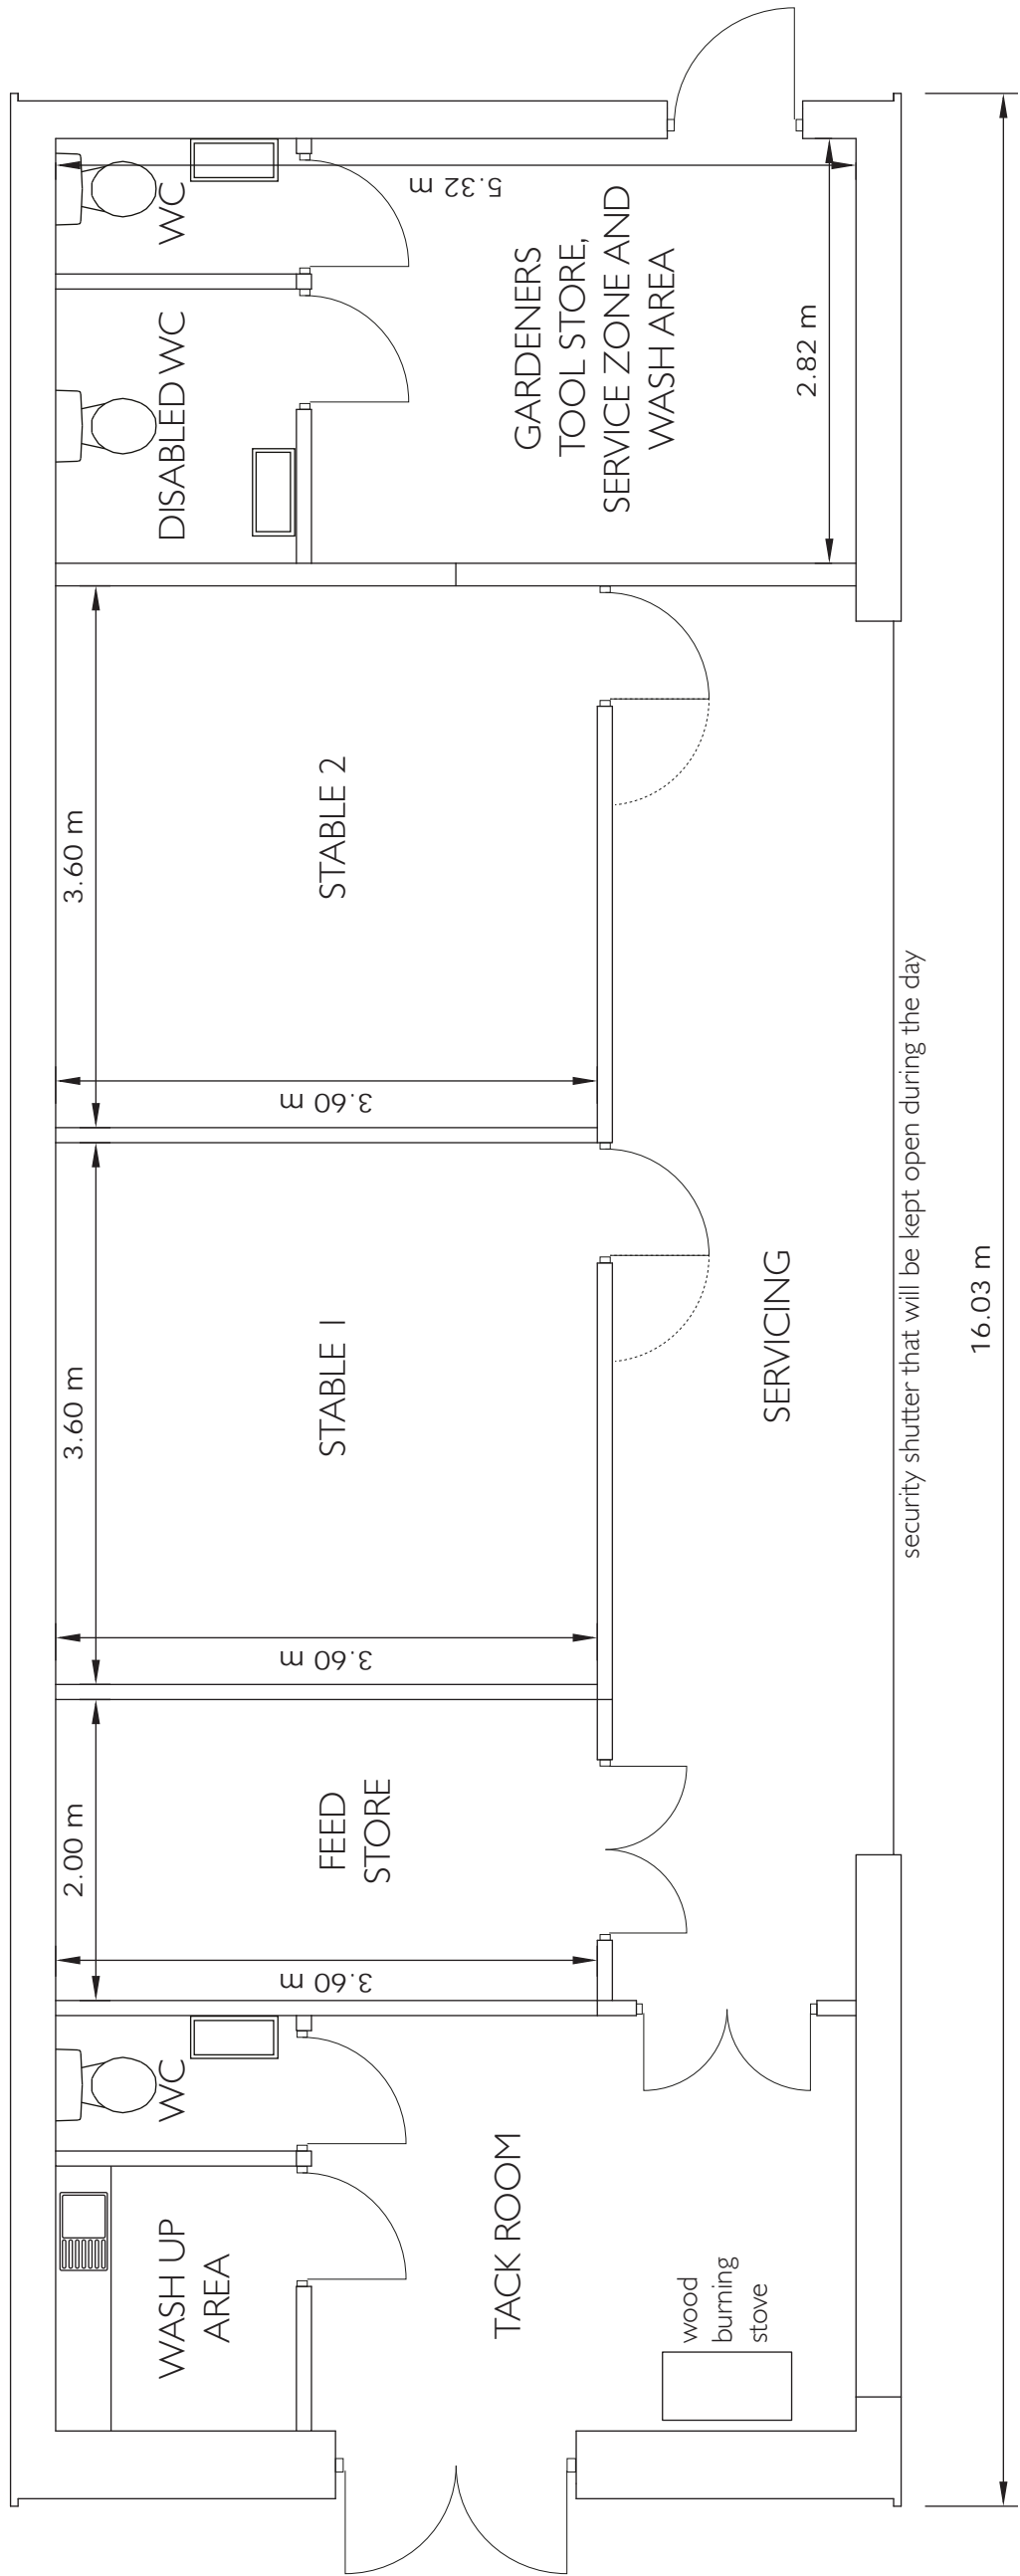 WASH UP
AREA
WC
3.60 m
2.00 m
FEED
STORE
3.60 m
3.60 m
STABLE 1
3.60 m
3.60 m
STABLE 2
DISABLED WC
WC
5.32 m
TACK ROOM
wood
burning
stove
SERVICING
GARDENERS
TOOL STORE,
SERVICE ZONE AND
WASH AREA
2.82 m
security shutter that will be kept open during the day
16.03 m